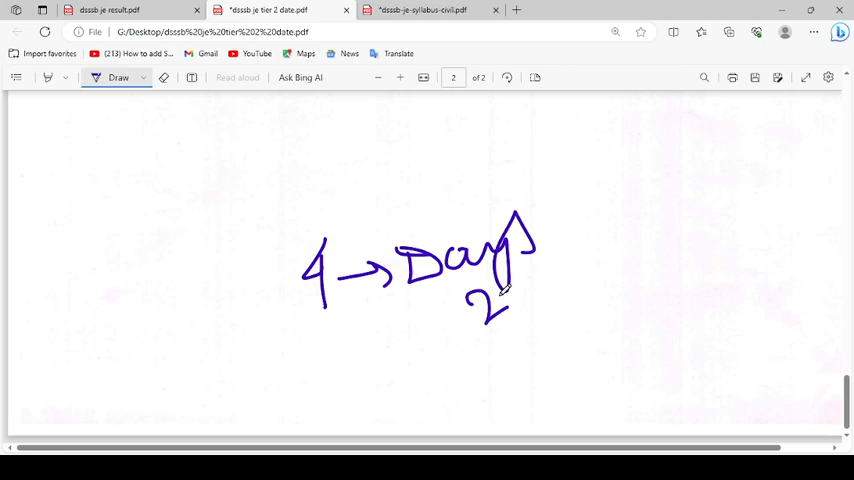 dsssb je result.pdf
*dsssb je tier 2 date.pdf
*dsssb-je-syllabus-civil.pdf
File
G:/Desktop/dsssb%20je%20tier%202%20date.pdf
Import favorites
(213) How to add S...
Gmail
YouTube
Maps
News
Translate
Draw
Read aloud
Ask Bing AI
2
of 2
4 → Days
2